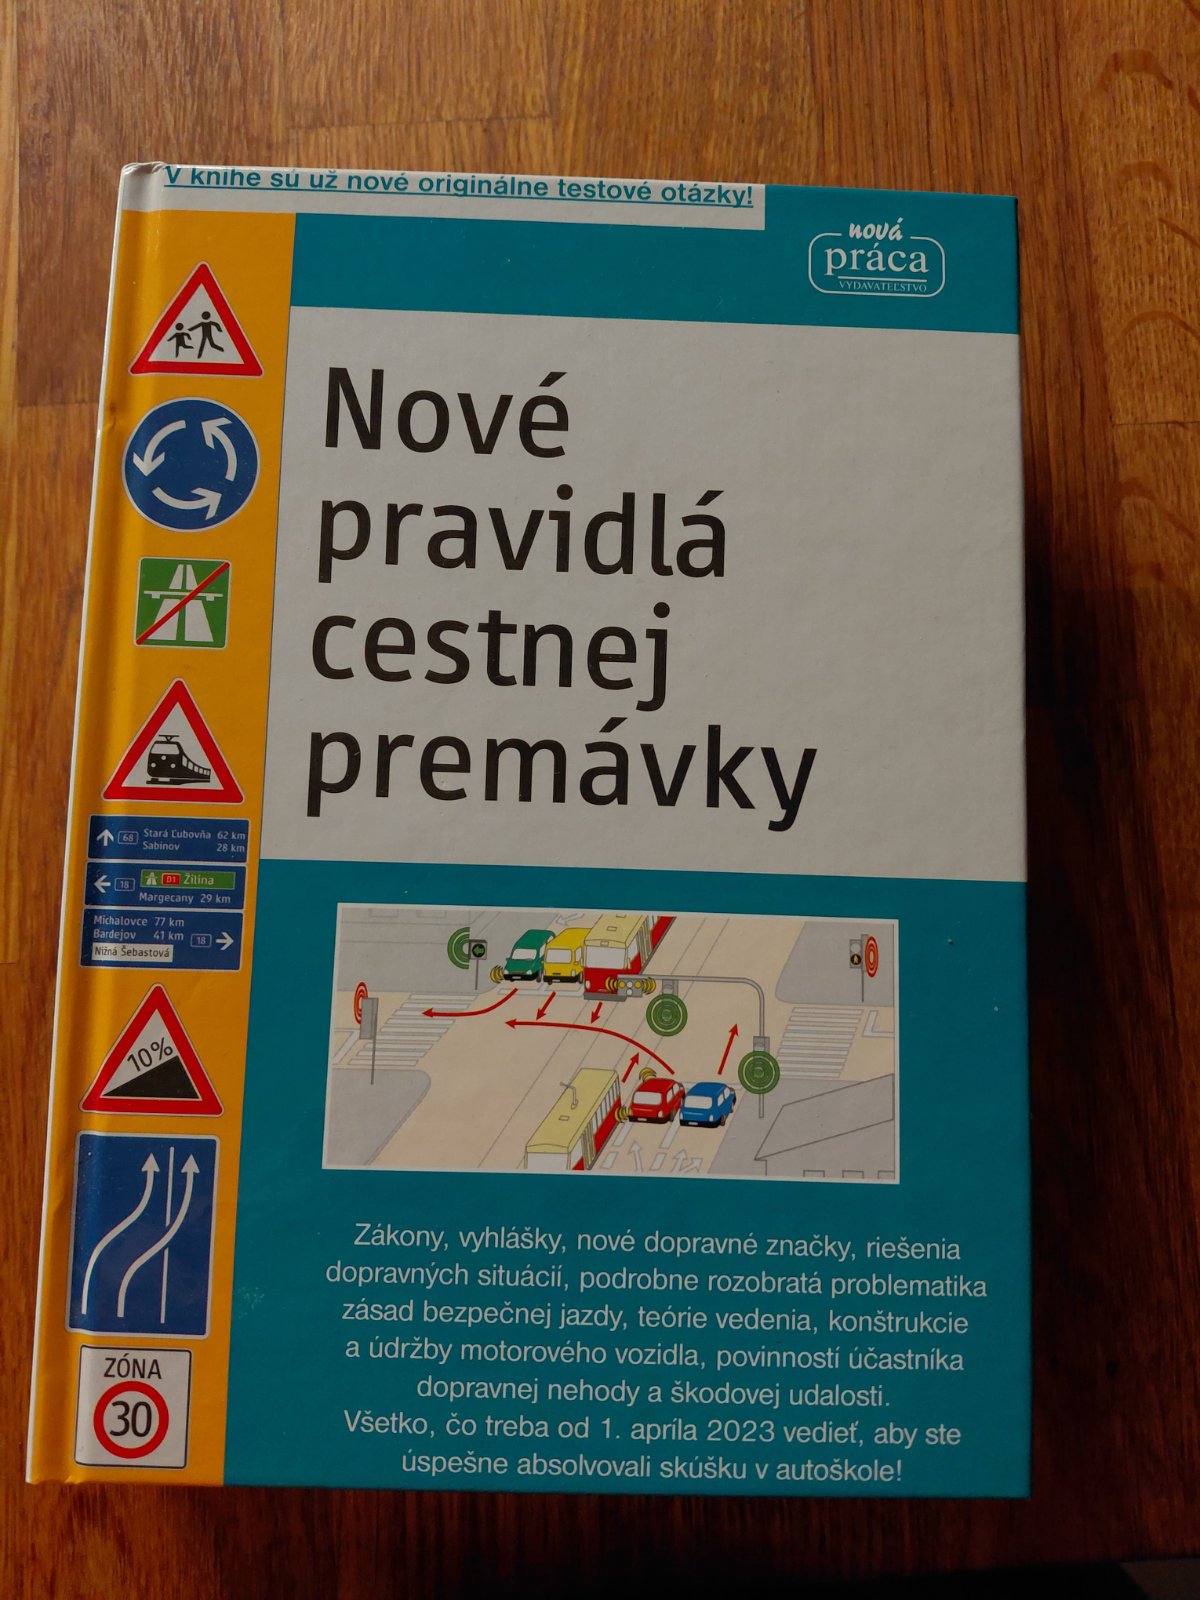 V knihe sú už nové originálne testové otázky!
nová
práca
VYDAVATEĽSTVO
Nové
pravidlá
cestnej
premávky
68 Stará Ľubovňa 62 km
Sabinov 28 km
18 D1 Žilina
Margecany 29 km
Michalovce 77 km
Bardejov 41 km 18
Nižná Šebastová
10%
ZÓNA
30
Zákony, vyhlášky, nové dopravné značky, riešenia
dopravných situácií, podrobne rozobratá problematika
zásad bezpečnej jazdy, teórie vedenia, konštrukcie
a údržby motorového vozidla, povinností účastníka
dopravnej nehody a škodovej udalosti.
Všetko, čo treba od 1. apríla 2023 vedieť, aby ste
úspešne absolvovali skúšku v autoškole!